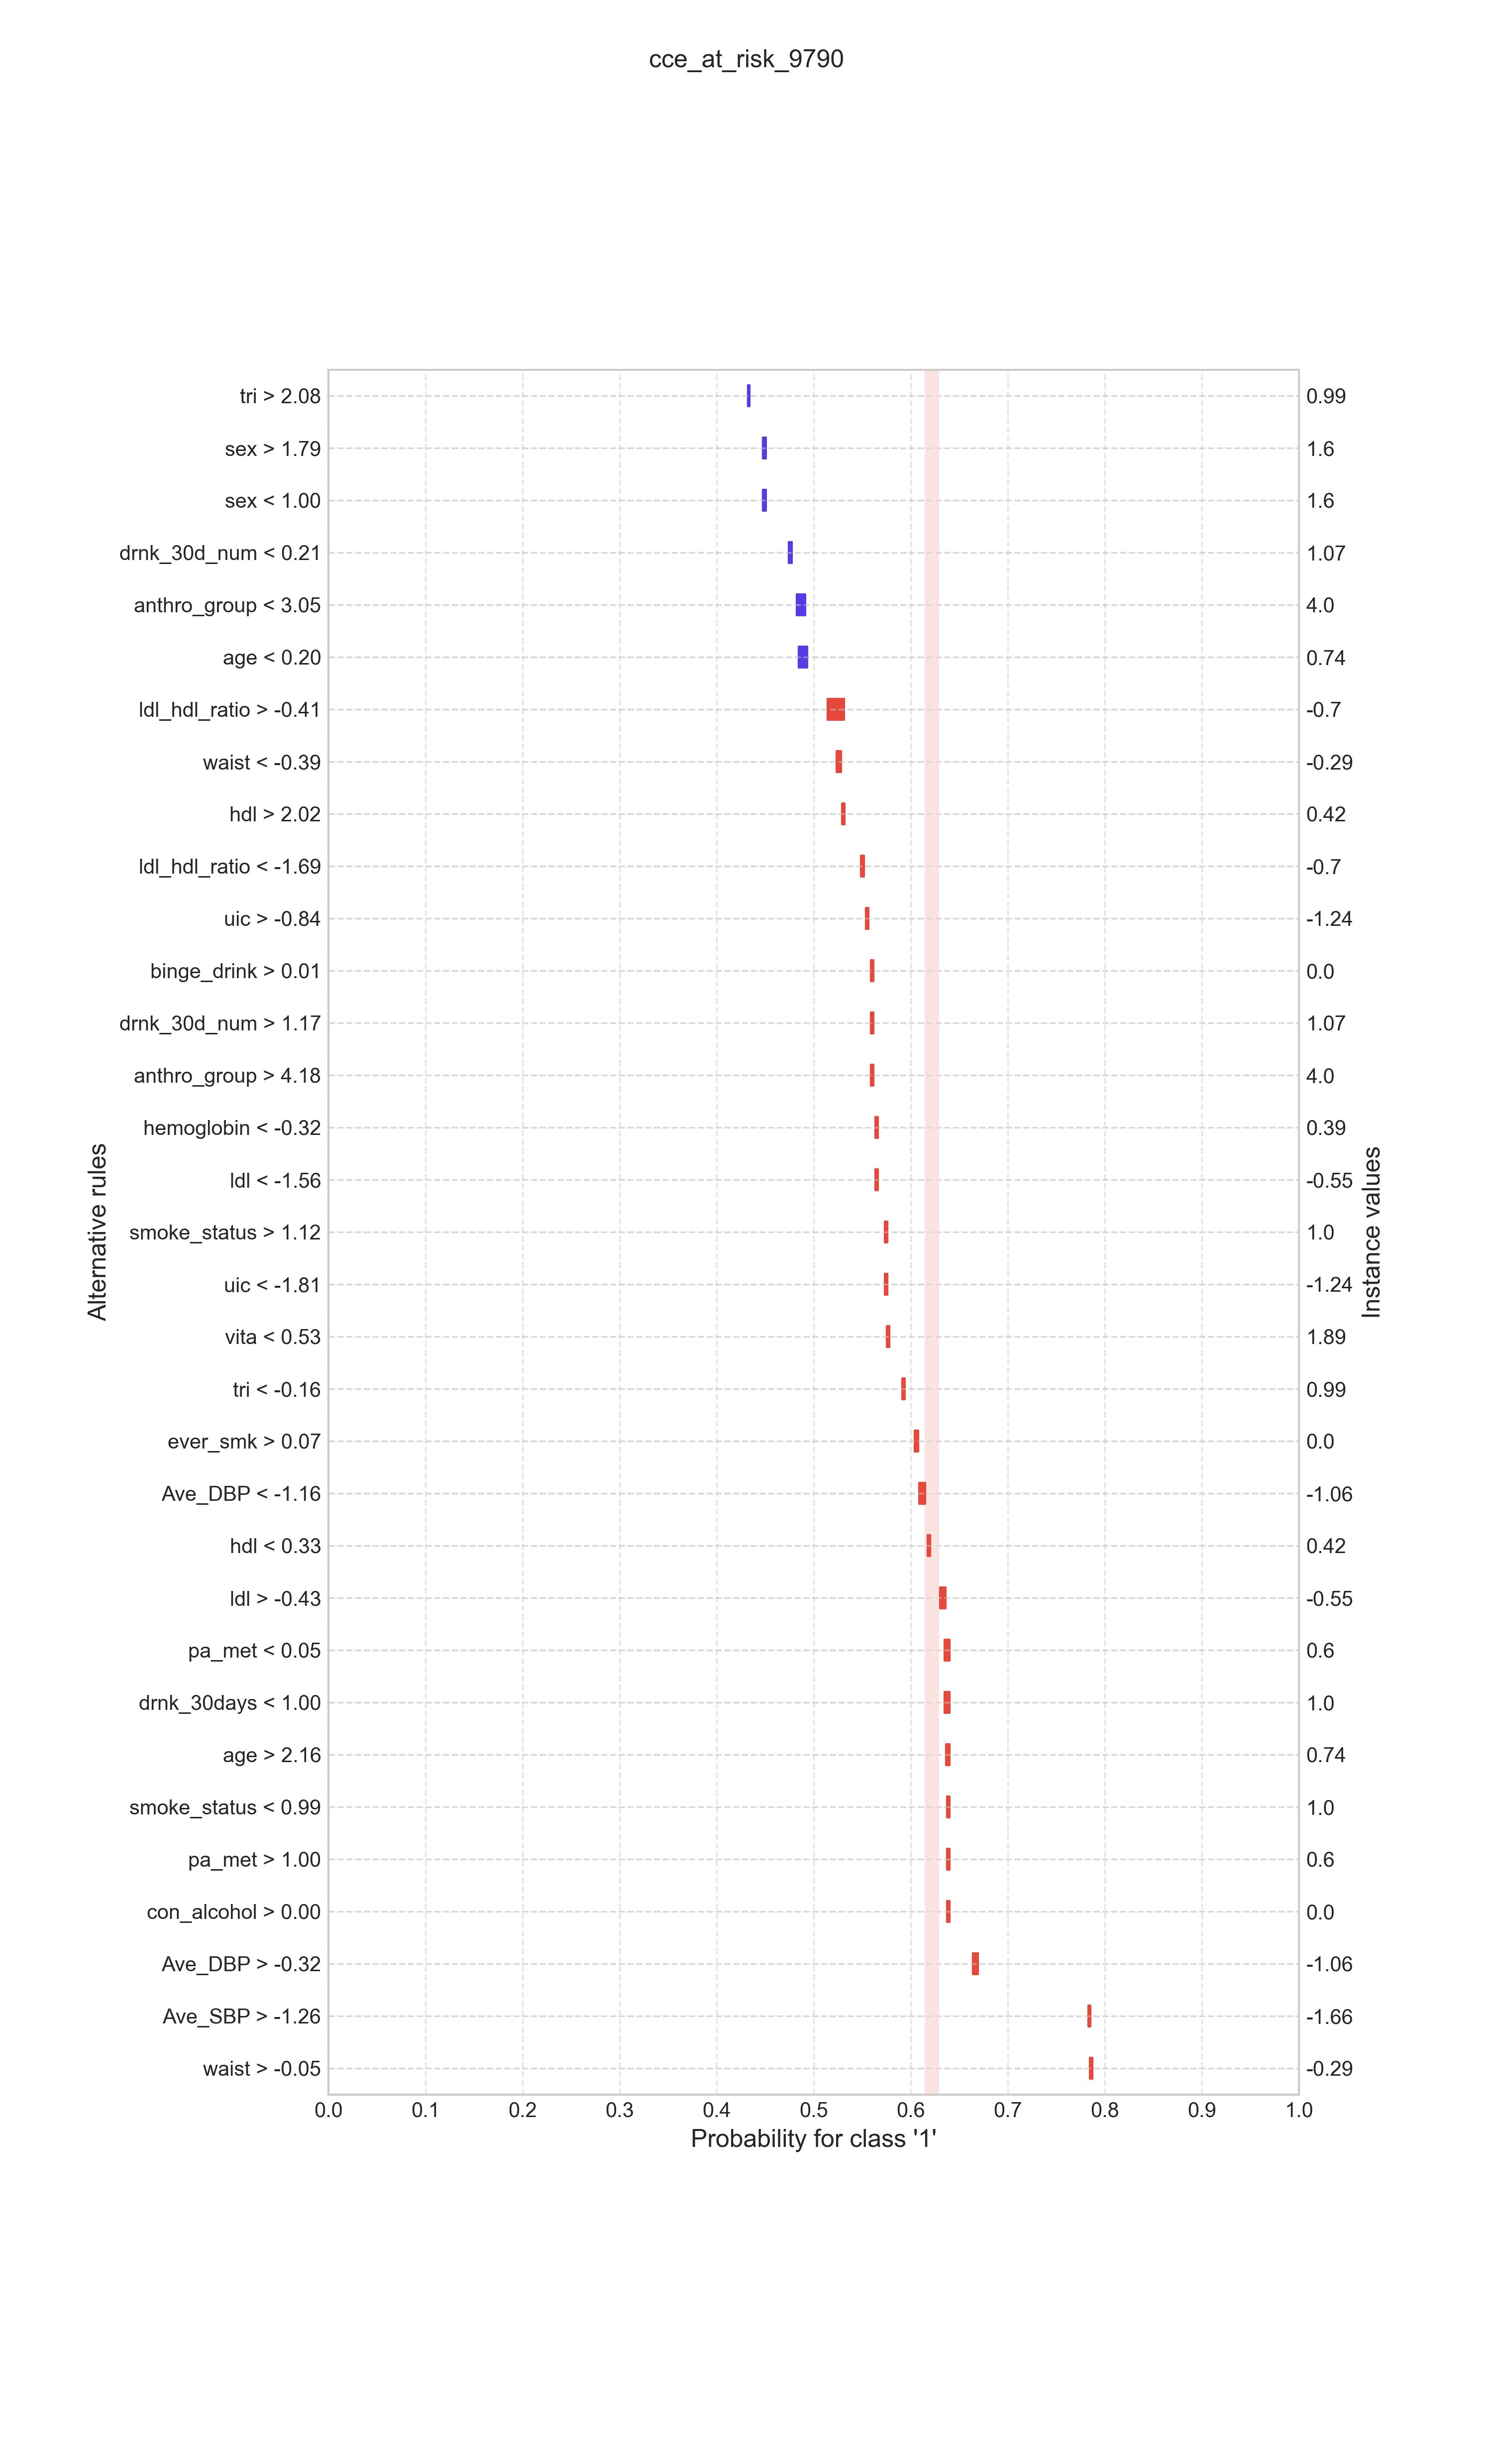 cce_at_risk_9790
tri > 2.08 0.99
sex > 1.79 1.6
sex < 1.00 1.6
drnk_30d_num < 0.21 1.07
anthro_group < 3.05 4.0
age < 0.20 0.74
ldl_hdl_ratio > -0.41 -0.7
waist < -0.39 -0.29
hdl > 2.02 0.42
ldl_hdl_ratio < -1.69 -0.7
uic > -0.84 -1.24
binge_drink > 0.01 0.0
drnk_30d_num > 1.17 1.07
anthro_group > 4.18 4.0
hemoglobin < -0.32 0.39
ldl < -1.56 -0.55
smoke_status > 1.12 1.0
uic < -1.81 -1.24
vita < 0.53 1.89
tri < -0.16 0.99
ever_smk > 0.07 0.0
Ave_DBP < -1.16 -1.06
hdl < 0.33 0.42
ldl > -0.43 -0.55
pa_met < 0.05 0.6
drnk_30days < 1.00 1.0
age > 2.16 0.74
smoke_status < 0.99 1.0
pa_met > 1.00 0.6
con_alcohol > 0.00 0.0
Ave_DBP > -0.32 -1.06
Ave_SBP > -1.26 -1.66
waist > -0.05 -0.29
Alternative rules
Instance values
0.0 0.1 0.2 0.3 0.4 0.5 0.6 0.7 0.8 0.9 1.0
Probability for class '1'